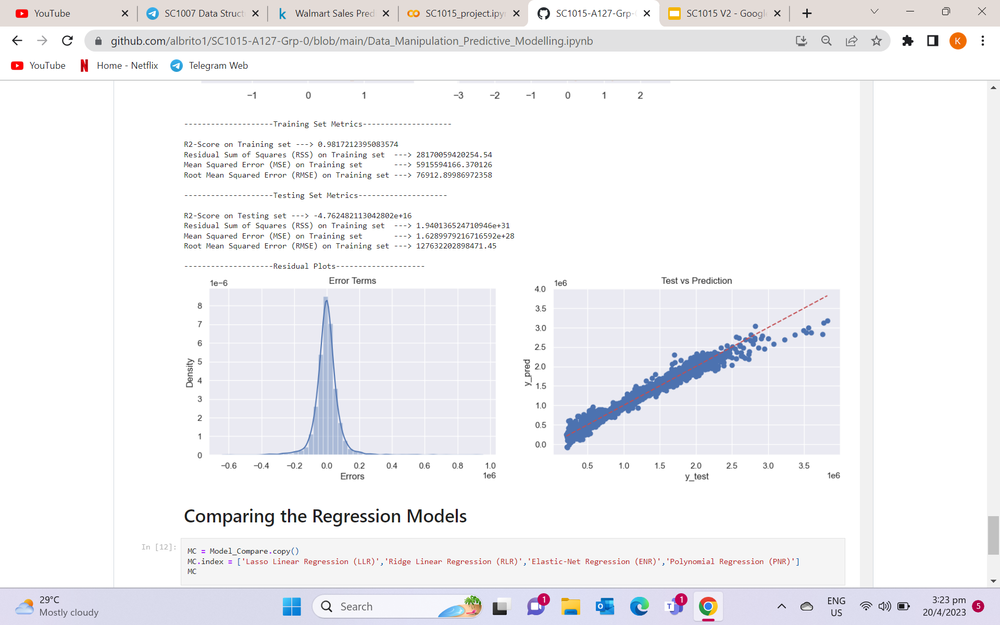 YouTube
SC1007 Data Struct
Walmart Sales Pred
SC1015_project.ipy
SC1015-A127-Grp-
SC1015 V2 - Googl
github.com/albrito1/SC1015-A127-Grp-0/blob/main/Data_Manipulation_Predictive_Modelling.ipynb
K
YouTube
Home - Netflix
Telegram Web
−1 0 1
−3 −2 −1 0 1 2
--------------------Training Set Metrics--------------------
R2-Score on Training set ---> 0.9817212395083574
Residual Sum of Squares (RSS) on Training set ---> 28170059420254.54
Mean Squared Error (MSE) on Training set ---> 5915594166.370126
Root Mean Squared Error (RMSE) on Training set ---> 76912.89986972358
--------------------Testing Set Metrics--------------------
R2-Score on Testing set ---> -4.762482113042802e+16
Residual Sum of Squares (RSS) on Training set ---> 1.940136524710946e+31
Mean Squared Error (MSE) on Training set ---> 1.6289979216716592e+28
Root Mean Squared Error (RMSE) on Training set ---> 127632202898471.45
--------------------Residual Plots--------------------
Error Terms
1e−6
8
7
6
5
4
3
2
1
0
Density
−0.6 −0.4 −0.2 0.0 0.2 0.4 0.6 0.8 1.0
Errors
1e6
Test vs Prediction
1e6
4.0
3.5
3.0
2.5
2.0
1.5
1.0
0.5
0.0
y_pred
0.5 1.0 1.5 2.0 2.5 3.0 3.5
y_test
1e6
Comparing the Regression Models
In [12]:
MC = Model_Compare.copy()
MC.index = ['Lasso Linear Regression (LLR)','Ridge Linear Regression (RLR)','Elastic-Net Regression (ENR)','Polynomial Regression (PNR)']
MC
29°C
Mostly cloudy
Search
1
1
ENG
US
3:23 pm
20/4/2023
5